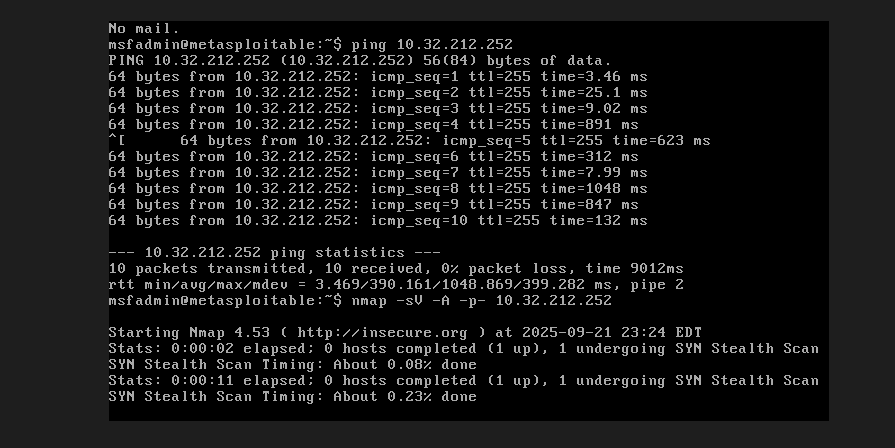 No mail.
msfadmin@metasploitable:~$ ping 10.32.212.252
PING 10.32.212.252 (10.32.212.252) 56(84) bytes of data.
64 bytes from 10.32.212.252: icmp_seq=1 ttl=255 time=3.46 ms
64 bytes from 10.32.212.252: icmp_seq=2 ttl=255 time=25.1 ms
64 bytes from 10.32.212.252: icmp_seq=3 ttl=255 time=9.02 ms
64 bytes from 10.32.212.252: icmp_seq=4 ttl=255 time=891 ms
^[      64 bytes from 10.32.212.252: icmp_seq=5 ttl=255 time=623 ms
64 bytes from 10.32.212.252: icmp_seq=6 ttl=255 time=312 ms
64 bytes from 10.32.212.252: icmp_seq=7 ttl=255 time=7.99 ms
64 bytes from 10.32.212.252: icmp_seq=8 ttl=255 time=1048 ms
64 bytes from 10.32.212.252: icmp_seq=9 ttl=255 time=847 ms
64 bytes from 10.32.212.252: icmp_seq=10 ttl=255 time=132 ms
--- 10.32.212.252 ping statistics ---
10 packets transmitted, 10 received, 0% packet loss, time 9012ms
rtt min/avg/max/mdev = 3.469/390.161/1048.869/399.282 ms, pipe 2
msfadmin@metasploitable:~$ nmap -sV -A -p- 10.32.212.252
Starting Nmap 4.53 ( http://insecure.org ) at 2025-09-21 23:24 EDT
Stats: 0:00:02 elapsed; 0 hosts completed (1 up), 1 undergoing SYN Stealth Scan
SYN Stealth Scan Timing: About 0.08% done
Stats: 0:00:11 elapsed; 0 hosts completed (1 up), 1 undergoing SYN Stealth Scan
SYN Stealth Scan Timing: About 0.23% done